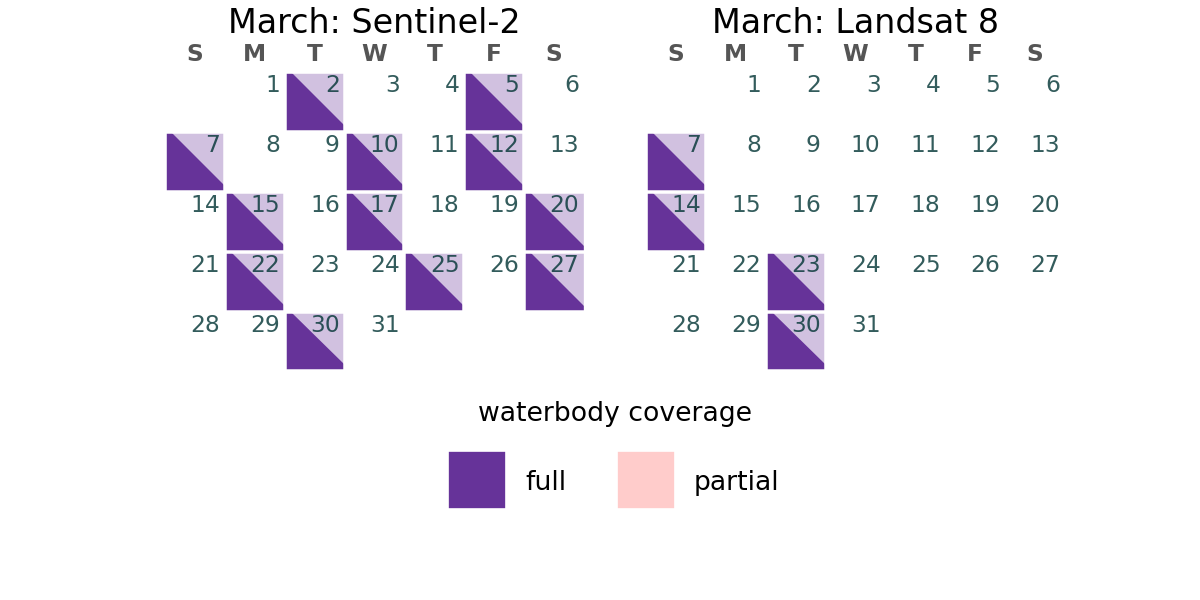 March: Sentinel-2
S M T W T F S
1 2 3 4 5 6
7 8 9 10 11 12 13
14 15 16 17 18 19 20
21 22 23 24 25 26 27
28 29 30 31
March: Landsat 8
S M T W T F S
1 2 3 4 5 6
7 8 9 10 11 12 13
14 15 16 17 18 19 20
21 22 23 24 25 26 27
28 29 30 31
waterbody coverage
full partial